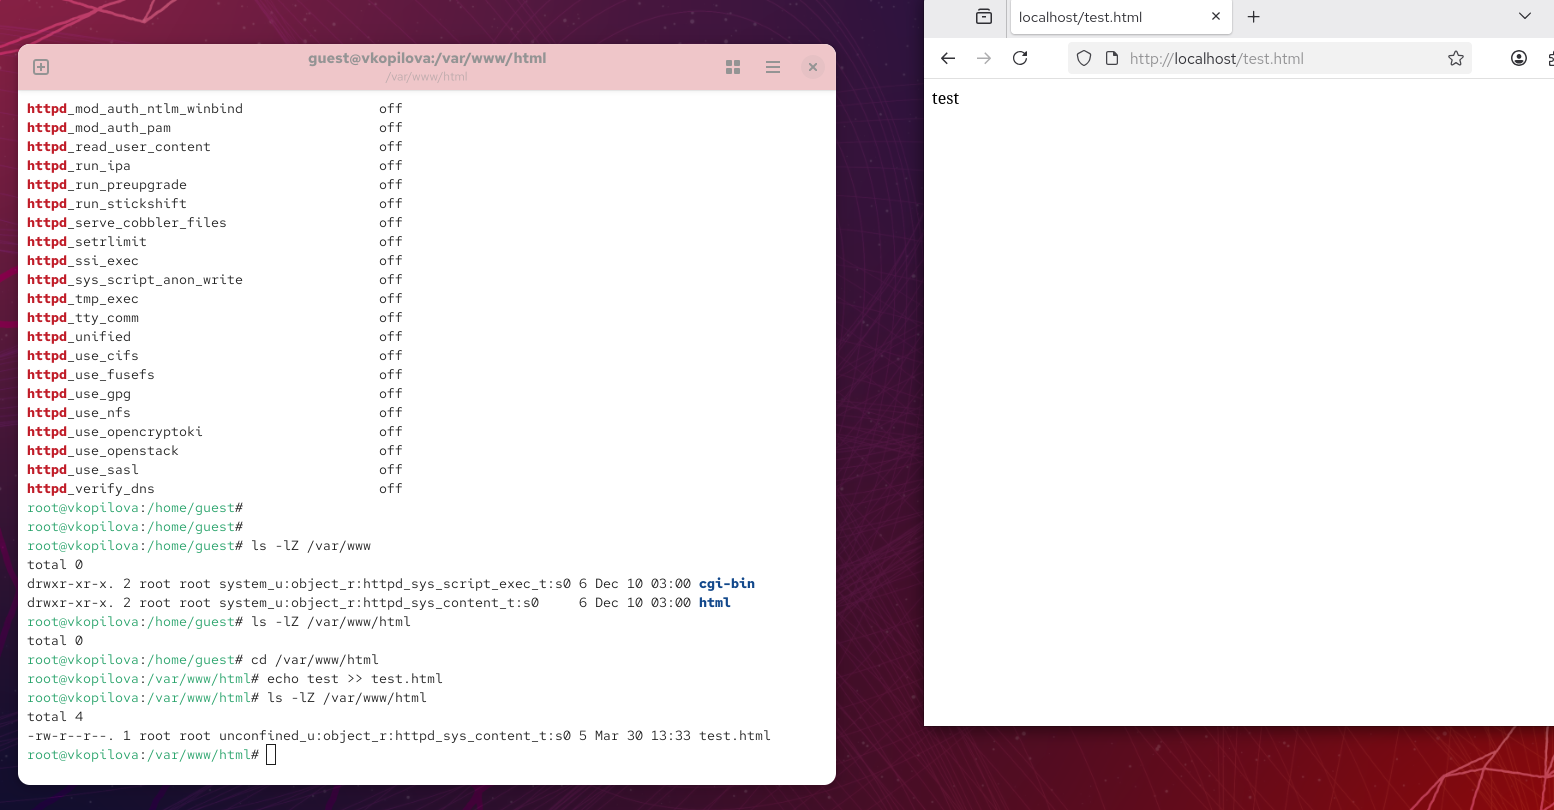 guest@vkopilova:/var/www/html
/var/www/html
httpd_mod_auth_ntlm_winbind off
httpd_mod_auth_pam off
httpd_read_user_content off
httpd_run_ipa off
httpd_run_preupgrade off
httpd_run_stickshift off
httpd_serve_cobbler_files off
httpd_setrlimit off
httpd_ssi_exec off
httpd_sys_script_anon_write off
httpd_tmp_exec off
httpd_tty_comm off
httpd_unified off
httpd_use_cifs off
httpd_use_fusefs off
httpd_use_gpg off
httpd_use_nfs off
httpd_use_opencryptoki off
httpd_use_openstack off
httpd_use_sasl off
httpd_verify_dns off
root@vkopilova:/home/guest#
root@vkopilova:/home/guest#
root@vkopilova:/home/guest# ls -lZ /var/www
total 0
drwxr-xr-x. 2 root root system_u:object_r:httpd_sys_script_exec_t:s0 6 Dec 10 03:00 cgi-bin
drwxr-xr-x. 2 root root system_u:object_r:httpd_sys_content_t:s0     6 Dec 10 03:00 html
root@vkopilova:/home/guest# ls -lZ /var/www/html
total 0
root@vkopilova:/home/guest# cd /var/www/html
root@vkopilova:/var/www/html# echo test >> test.html
root@vkopilova:/var/www/html# ls -lZ /var/www/html
total 4
-rw-r--r--. 1 root root unconfined_u:object_r:httpd_sys_content_t:s0 5 Mar 30 13:33 test.html
root@vkopilova:/var/www/html#
localhost/test.html
http://localhost/test.html
test